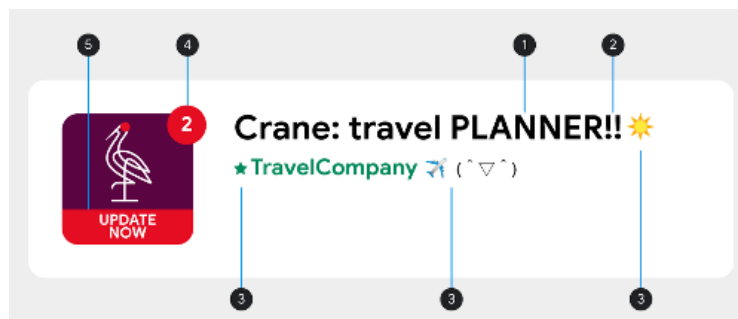 5 4 1 2
2
Crane: travel PLANNER!!☀️
★TravelCompany ✈️ (ˆ▽ˆ)
UPDATE
NOW
3 3 3